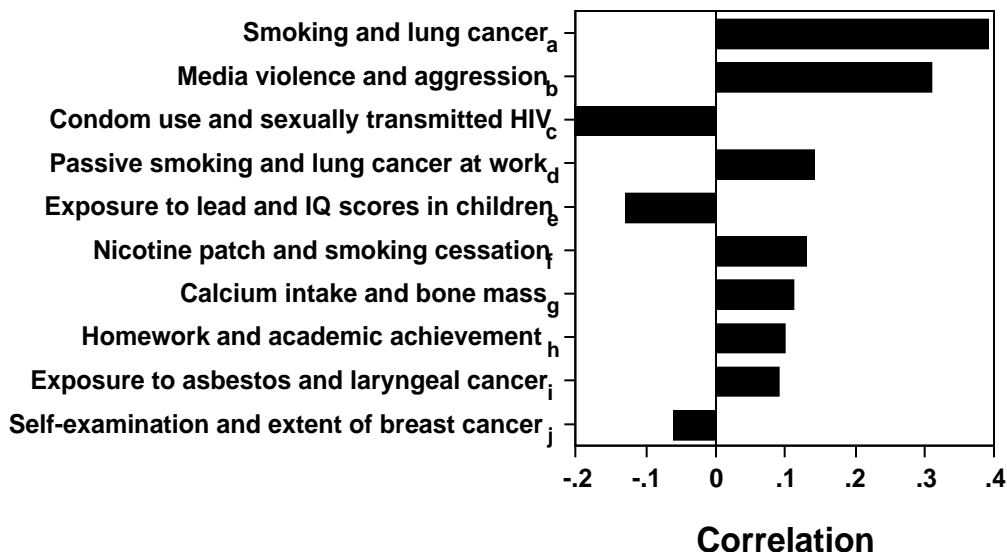 Smoking and lung cancer a
Media violence and aggression b
Condom use and sexually transmitted HIV c
Passive smoking and lung cancer at work d
Exposure to lead and IQ scores in children e
Nicotine patch and smoking cessation f
Calcium intake and bone mass g
Homework and academic achievement h
Exposure to asbestos and laryngeal cancer i
Self-examination and extent of breast cancer j
-.2 -.1 0 .1 .2 .3 .4
Correlation